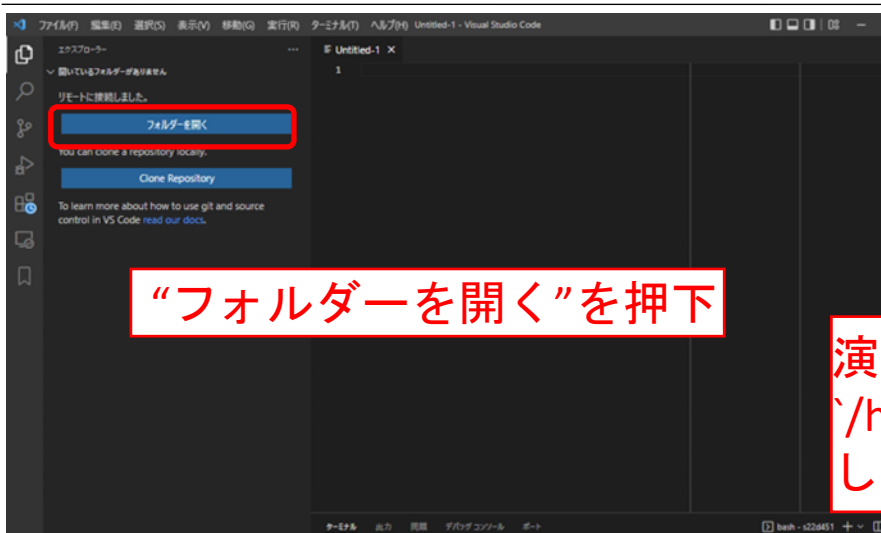 ファイル(F) 編集(E) 選択(S) 表示(V) 移動(G) 実行(R) ターミナル(T) ヘルプ(H) Untitled-1 - Visual Studio Code
エクスプローラー ...
Untitled-1
開いているフォルダーがありません
1
リモートに接続しました。
フォルダーを開く
You can clone a repository locally.
Clone Repository
To learn more about how to use git and source
control in VS Code read our docs.
“フォルダーを開く”を押下
演
`/h
し
ターミナル 出力 問題 デバッグ コンソール ポート
bash - s22d451